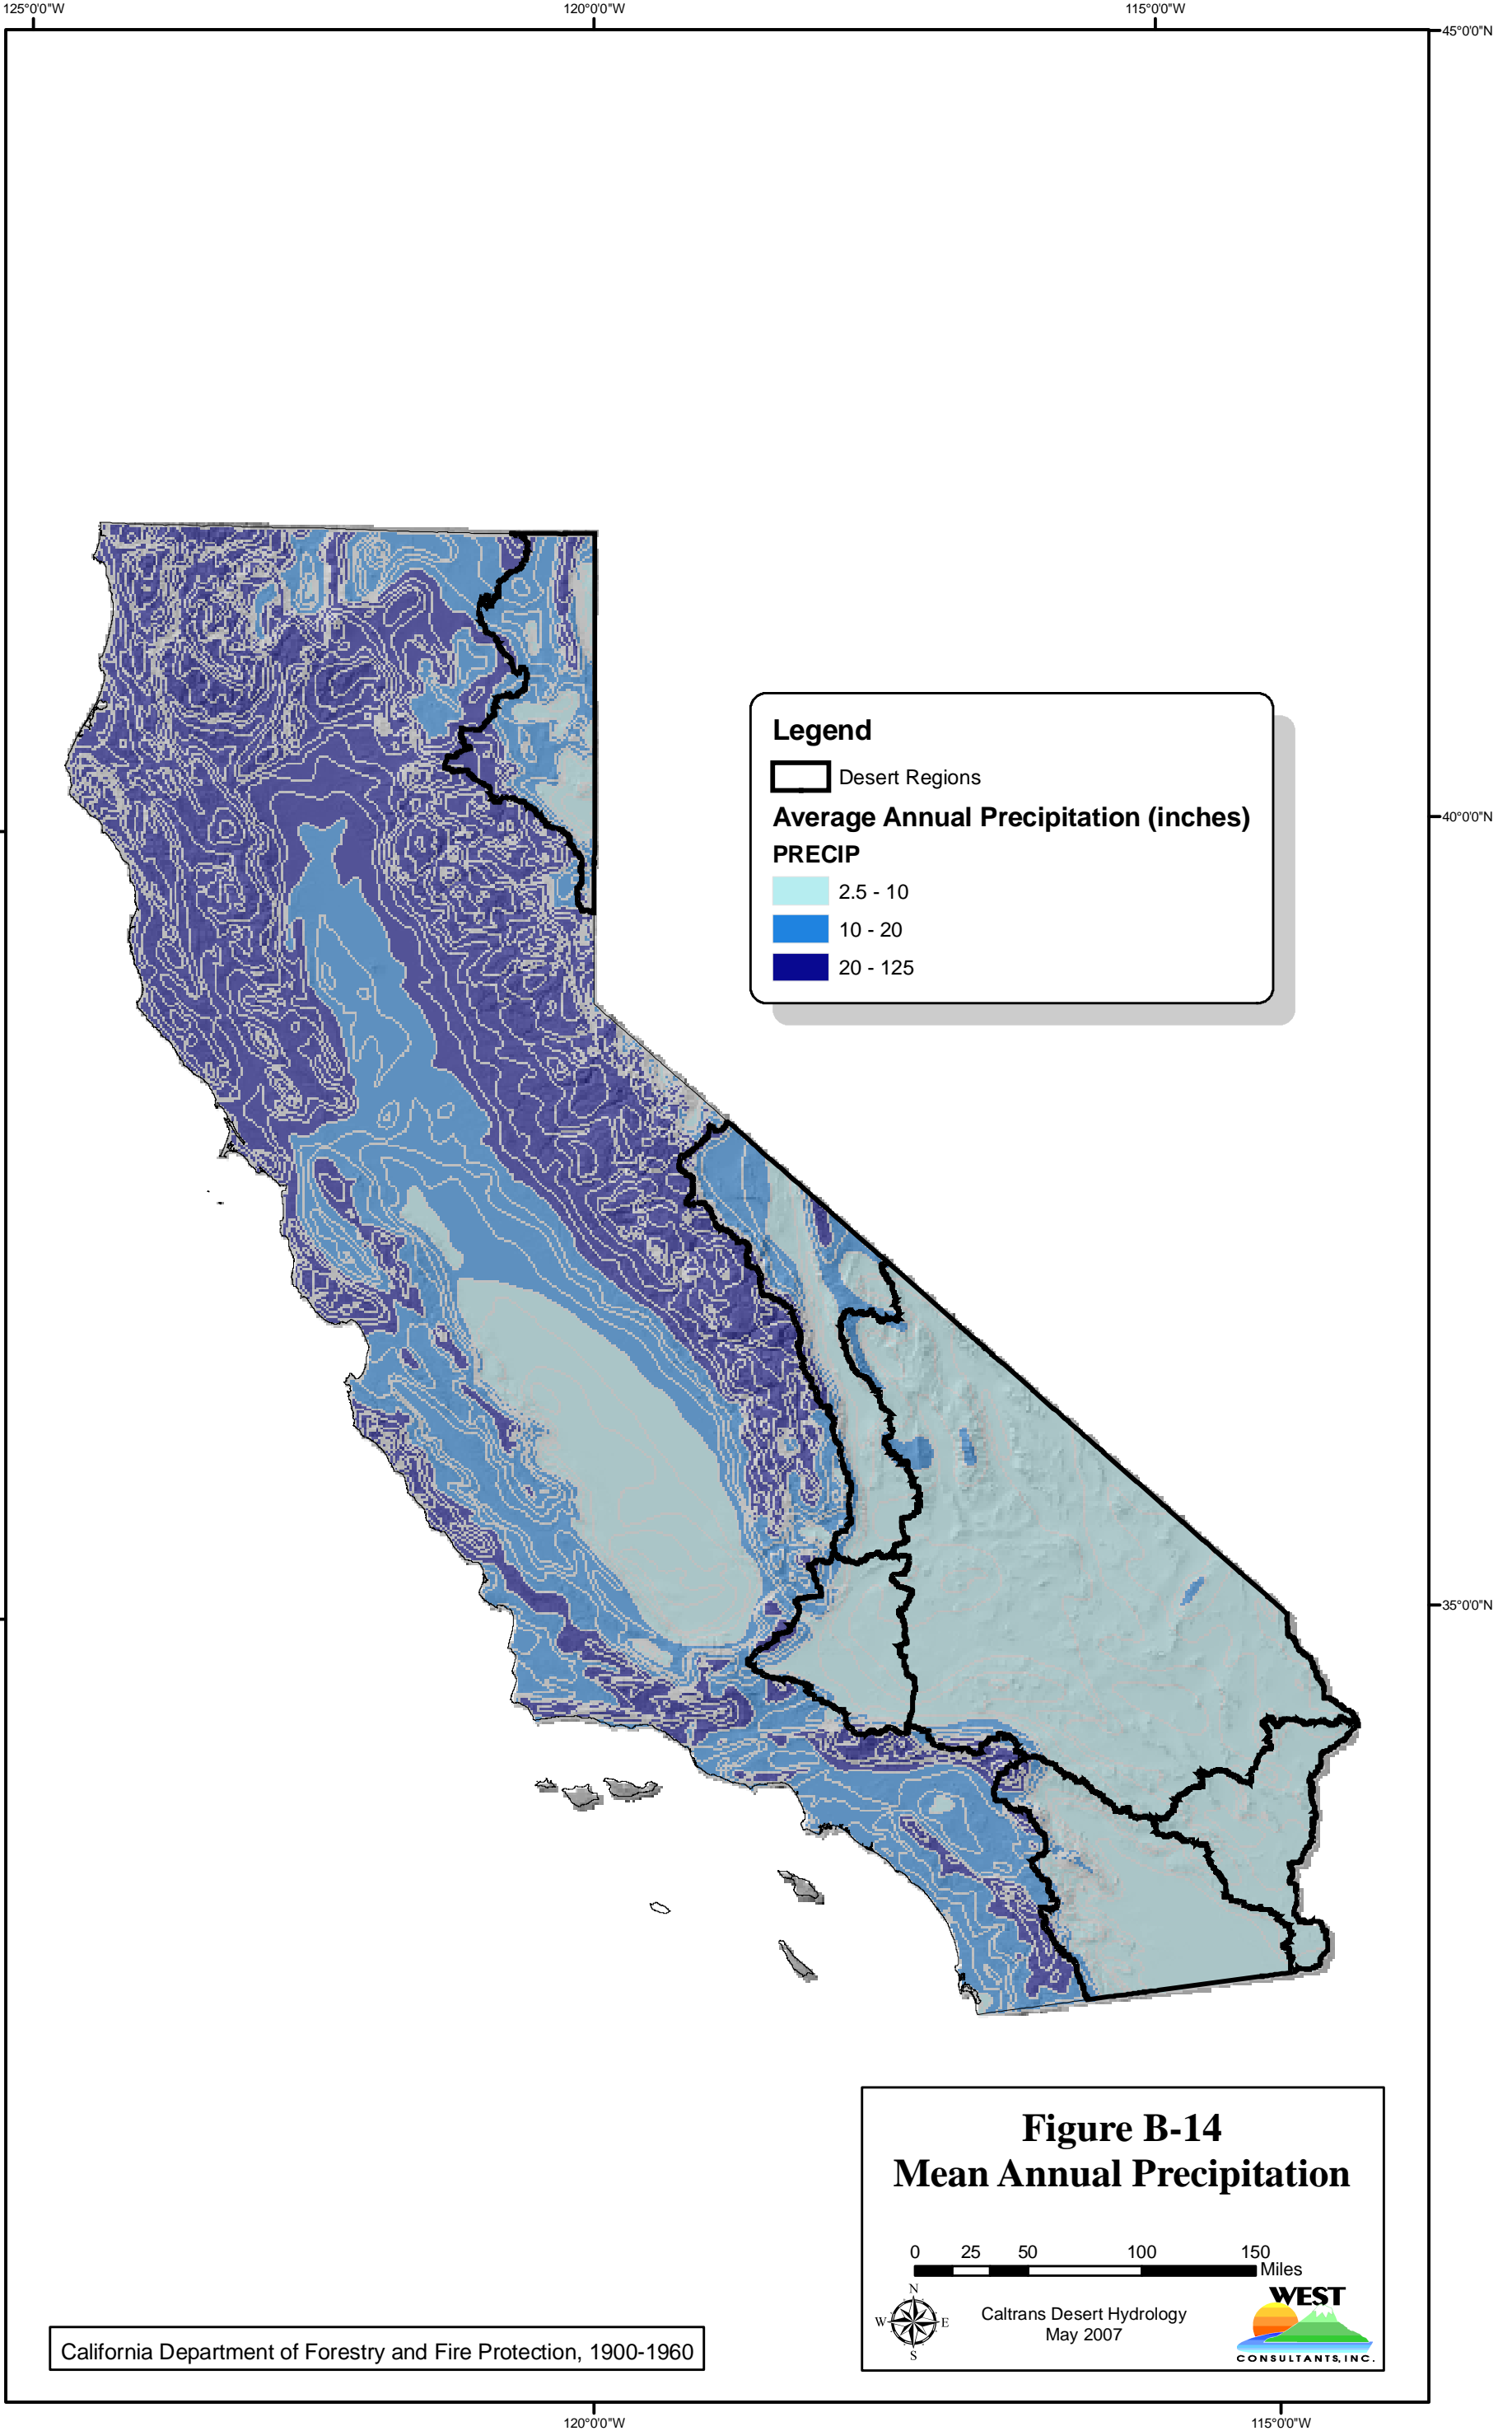 125°0'0"W
120°0'0"W
115°0'0"W
45°0'0"N
Legend
Desert Regions
Average Annual Precipitation (inches)
PRECIP
2.5 - 10
10 - 20
20 - 125
40°0'0"N
35°0'0"N
Figure B-14
Mean Annual Precipitation
0 25 50 100 150
Miles
N
W E
S
Caltrans Desert Hydrology
May 2007
WEST
CONSULTANTS, INC.
California Department of Forestry and Fire Protection, 1900-1960
120°0'0"W
115°0'0"W